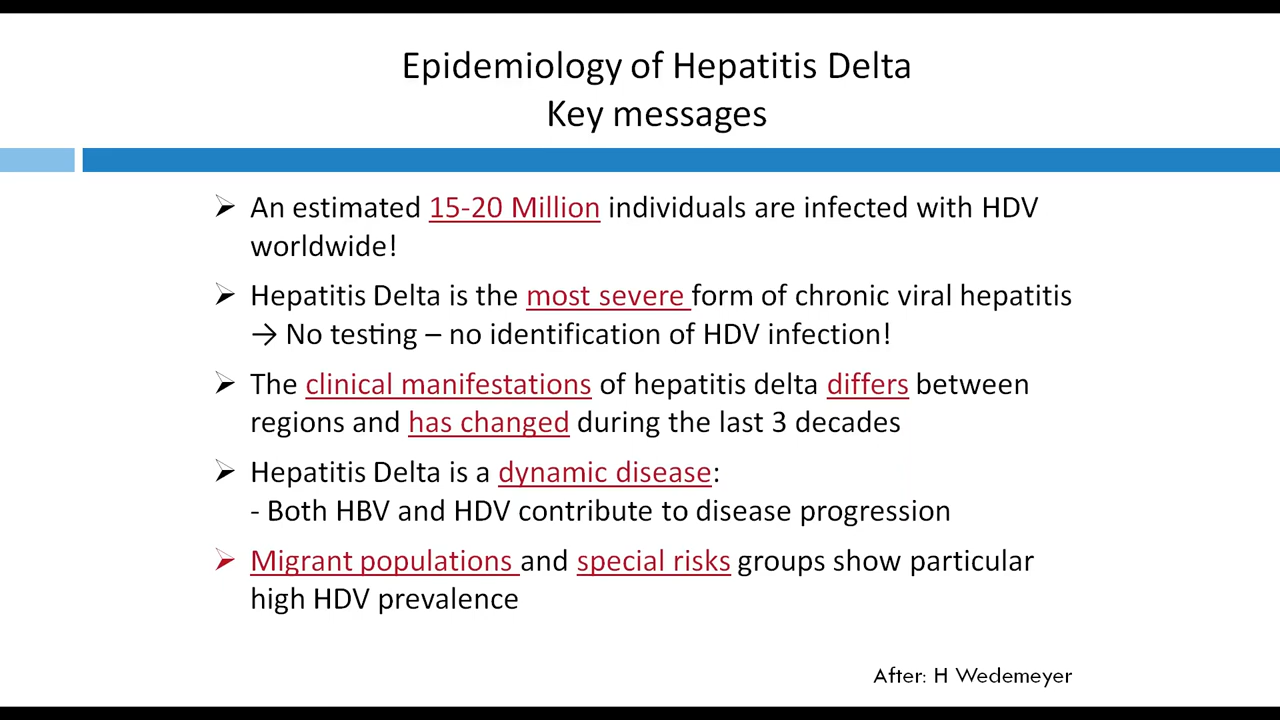 Epidemiology of Hepatitis Delta
Key messages
➢ An estimated 15-20 Million individuals are infected with HDV
worldwide!
➢ Hepatitis Delta is the most severe form of chronic viral hepatitis
→ No testing – no identification of HDV infection!
➢ The clinical manifestations of hepatitis delta differs between
regions and has changed during the last 3 decades
➢ Hepatitis Delta is a dynamic disease:
- Both HBV and HDV contribute to disease progression
➢ Migrant populations and special risks groups show particular
high HDV prevalence
After: H Wedemeyer